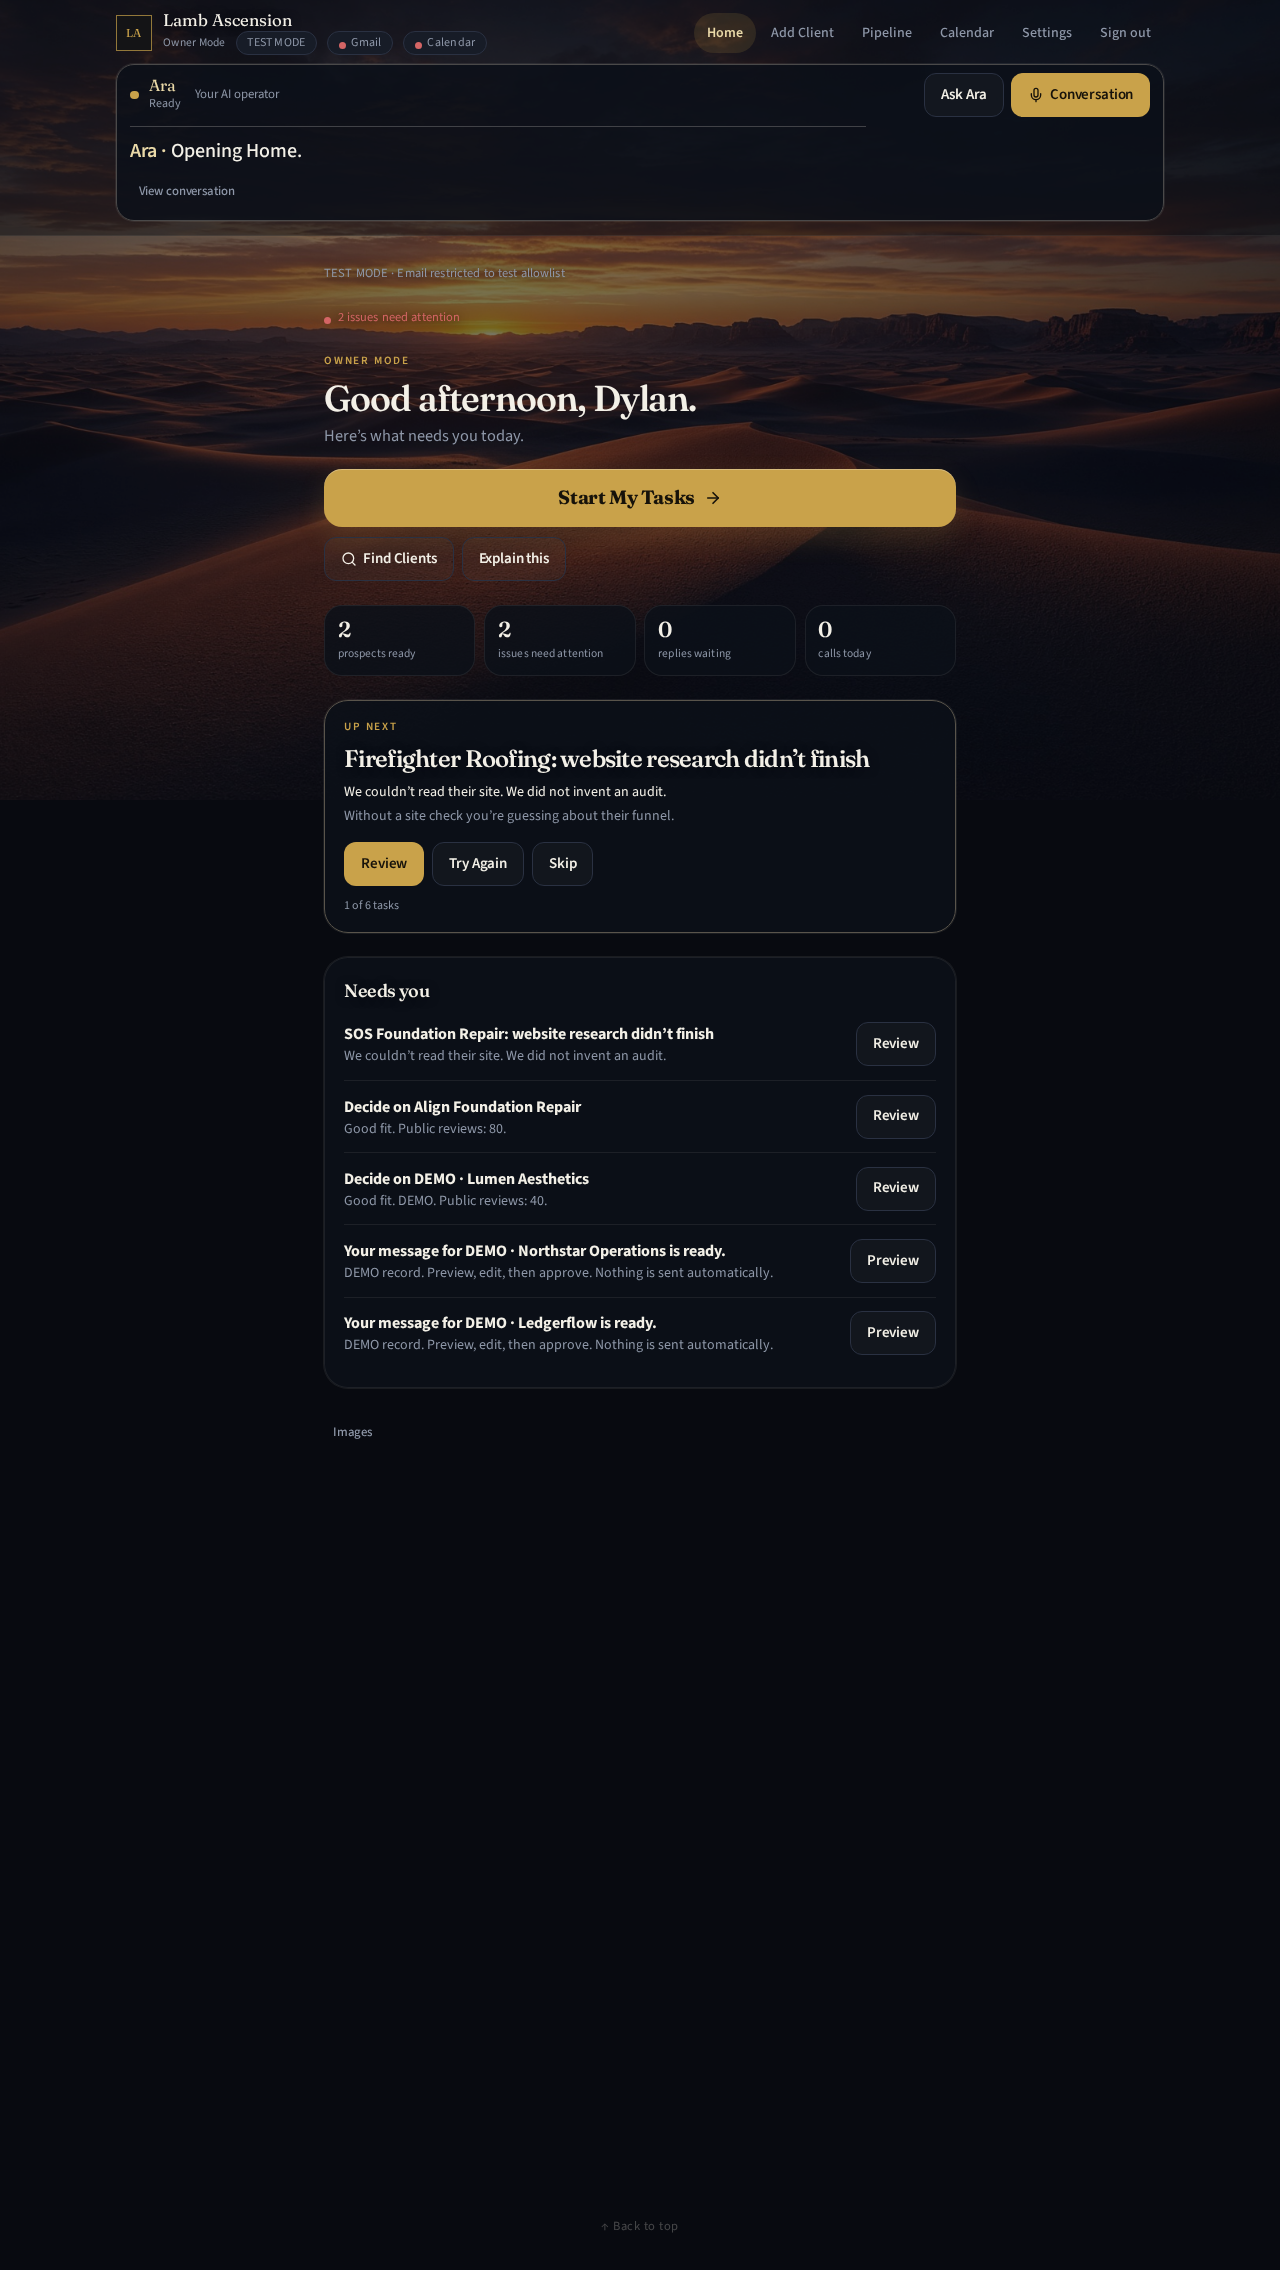 LA
Lamb Ascension
Owner Mode TEST MODE Gmail Calendar
Home Add Client Pipeline Calendar Settings Sign out
Ara
Ready
Your AI operator
Ask Ara Conversation
Ara · Opening Home.
View conversation
TEST MODE · Email restricted to test allowlist
2 issues need attention
OWNER MODE
Good afternoon, Dylan.
Here’s what needs you today.
Start My Tasks →
Find Clients Explain this
2
prospects ready
2
issues need attention
0
replies waiting
0
calls today
UP NEXT
Firefighter Roofing: website research didn’t finish
We couldn’t read their site. We did not invent an audit.
Without a site check you’re guessing about their funnel.
Review Try Again Skip
1 of 6 tasks
Needs you
SOS Foundation Repair: website research didn’t finish
We couldn’t read their site. We did not invent an audit.
Review
Decide on Align Foundation Repair
Good fit. Public reviews: 80.
Review
Decide on DEMO · Lumen Aesthetics
Good fit. DEMO. Public reviews: 40.
Review
Your message for DEMO · Northstar Operations is ready.
DEMO record. Preview, edit, then approve. Nothing is sent automatically.
Preview
Your message for DEMO · Ledgerflow is ready.
DEMO record. Preview, edit, then approve. Nothing is sent automatically.
Preview
Images
↑ Back to top